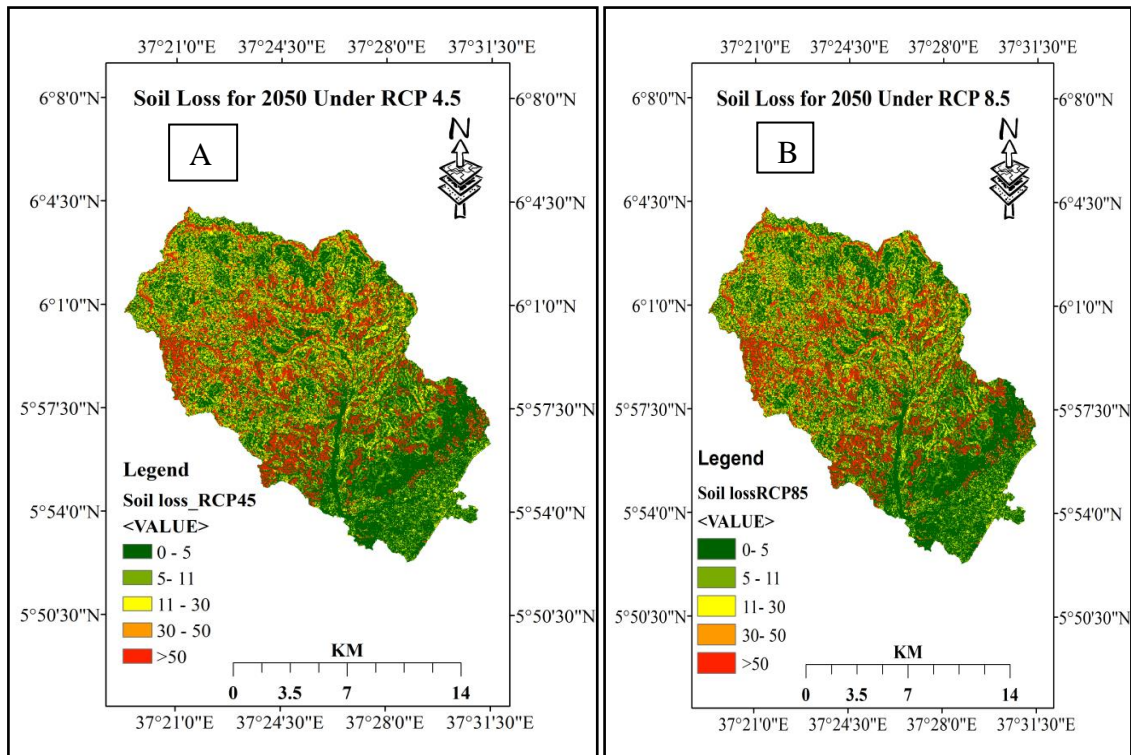 37°21'0"E 37°24'30"E 37°28'0"E 37°31'30"E
6°8'0"N 6°8'0"N
Soil Loss for 2050 Under RCP 4.5
A
N
6°4'30"N 6°4'30"N
6°1'0"N 6°1'0"N
5°57'30"N 5°57'30"N
Legend
Soil loss_RCP45
5°54'0"N 5°54'0"N
<VALUE>
0 - 5
5- 11
11 - 30
30 - 50
>50
5°50'30"N 5°50'30"N
KM
0 3.5 7 14
37°21'0"E 37°24'30"E 37°28'0"E 37°31'30"E
37°21'0"E 37°24'30"E 37°28'0"E 37°31'30"E
6°8'0"N 6°8'0"N
Soil Loss for 2050 Under RCP 8.5
B
N
6°4'30"N 6°4'30"N
6°1'0"N 6°1'0"N
5°57'30"N 5°57'30"N
Legend
Soil lossRCP85
5°54'0"N 5°54'0"N
<VALUE>
0- 5
5 - 11
11- 30
30- 50
>50
5°50'30"N 5°50'30"N
KM
0 3.5 7 14
37°21'0"E 37°24'30"E 37°28'0"E 37°31'30"E